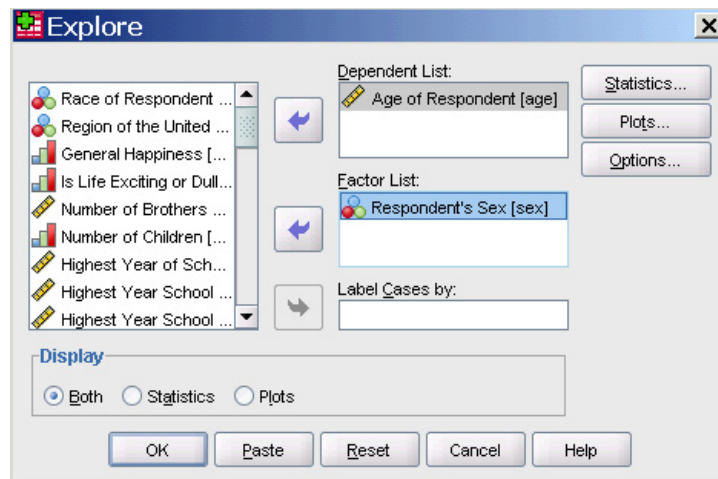 Explore
Race of Respondent ...
Region of the United ...
General Happiness [...
Is Life Exciting or Dull...
Number of Brothers ...
Number of Children [...
Highest Year of Sch...
Highest Year School ...
Highest Year School ...
Dependent List:
Age of Respondent [age]
Factor List:
Respondent's Sex [sex]
Label Cases by:
Statistics...
Plots...
Options...
Display
Both Statistics Plots
OK Paste Reset Cancel Help